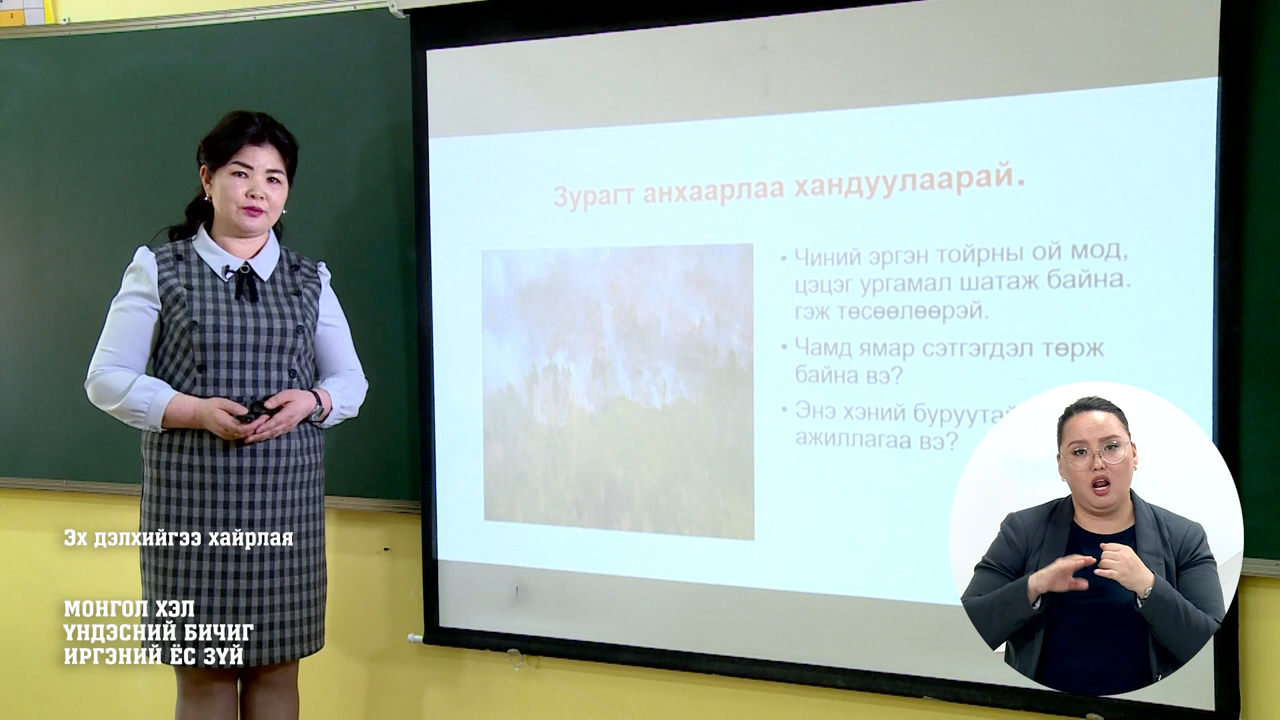 Зурагт анхаарлаа хандуулаарай.
• Чиний эргэн тойрны ой мод,
цэцэг ургамал шатаж байна.
гэж төсөөлөөрэй.
• Чамд ямар сэтгэгдэл төрж
байна вэ?
• Энэ хэний буруутай
ажиллагаа вэ?
Эх дэлхийгээ хайрлая
МОНГОЛ ХЭЛ
ҮНДЭСНИЙ БИЧИГ
ИРГЭНИЙ ЁС ЗҮЙ